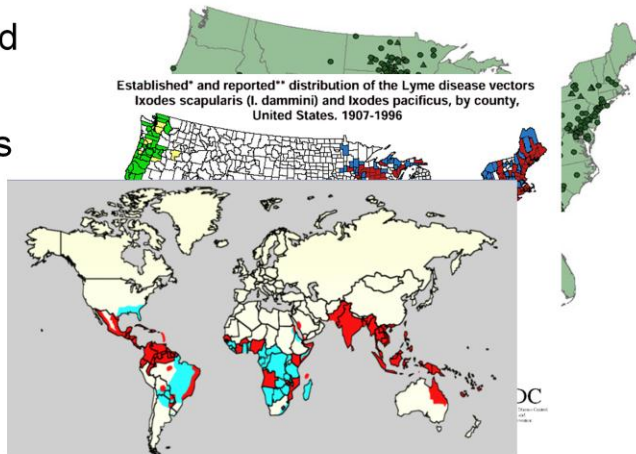 d
Established* and reported** distribution of the Lyme disease vectors
Ixodes scapularis (I. dammini) and Ixodes pacificus, by county,
United States. 1907-1996
s
DC